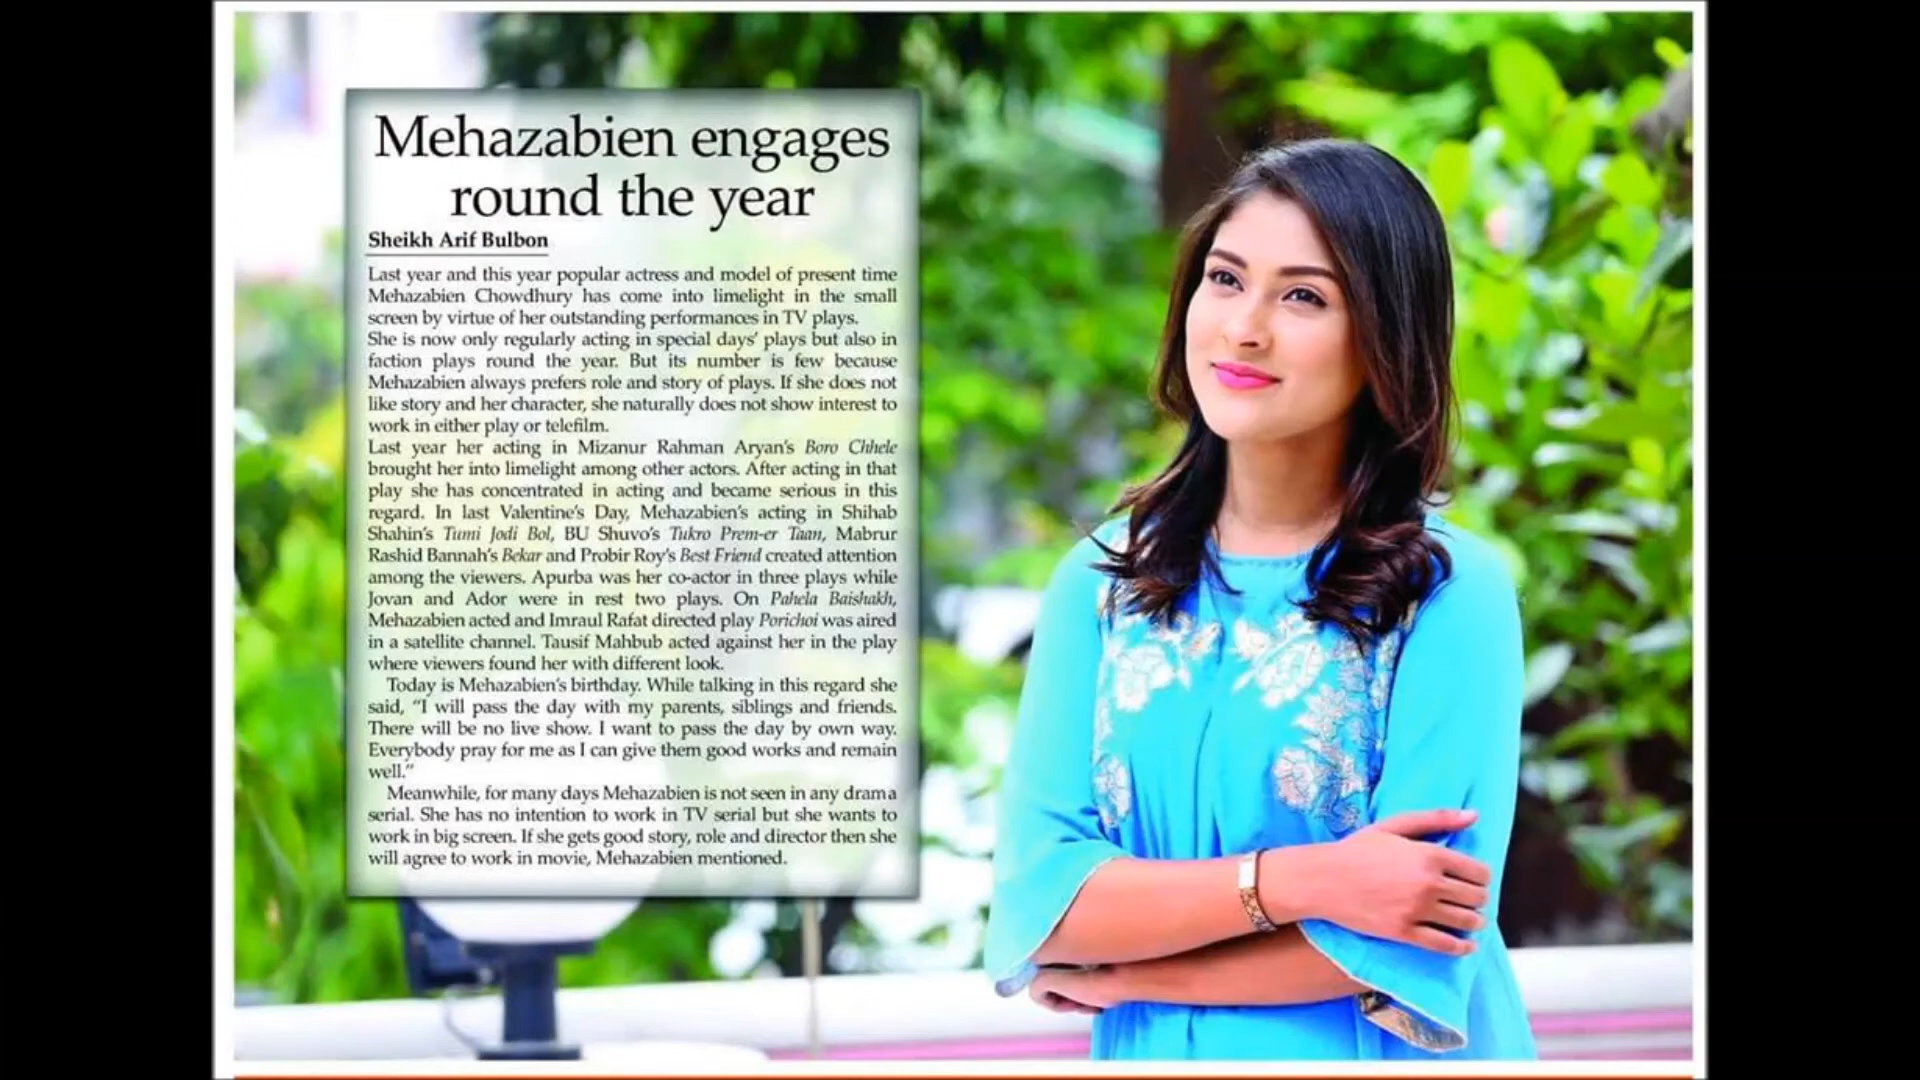 Mehazabien engages
round the year
Sheikh Arif Bulbon
Last year and this year popular actress and model of present time
Mehazabien Chowdhury has come into limelight in the small
screen by virtue of her outstanding performances in TV plays.
She is now only regularly acting in special days' plays but also in
faction plays round the year. But its number is few because
Mehazabien always prefers role and story of plays. If she does not
like story and her character, she naturally does not show interest to
work in either play or telefilm.
Last year her acting in Mizanur Rahman Aryan's Boro Chhele
brought her into limelight among other actors. After acting in that
play she has concentrated in acting and became serious in this
regard. In last Valentine's Day, Mehazabien's acting in Shihab
Shahin's Tumi Jodi Bol, BU Shuvo's Tukro Prem-er Taan, Mabrur
Rashid Bannah's Bekar and Probir Roy's Best Friend created attention
among the viewers. Apurba was her co-actor in three plays while
Jovan and Ador were in rest two plays. On Pahela Baishakh,
Mehazabien acted and Imraul Rafat directed play Porichoi was aired
in a satellite channel. Tausif Mahbub acted against her in the play
where viewers found her with different look.
Today is Mehazabien's birthday. While talking in this regard she
said, "I will pass the day with my parents, siblings and friends.
There will be no live show. I want to pass the day by own way.
Everybody pray for me as I can give them good works and remain
well."
Meanwhile, for many days Mehazabien is not seen in any drama
serial. She has no intention to work in TV serial but she wants to
work in big screen. If she gets good story, role and director then she
will agree to work in movie, Mehazabien mentioned.